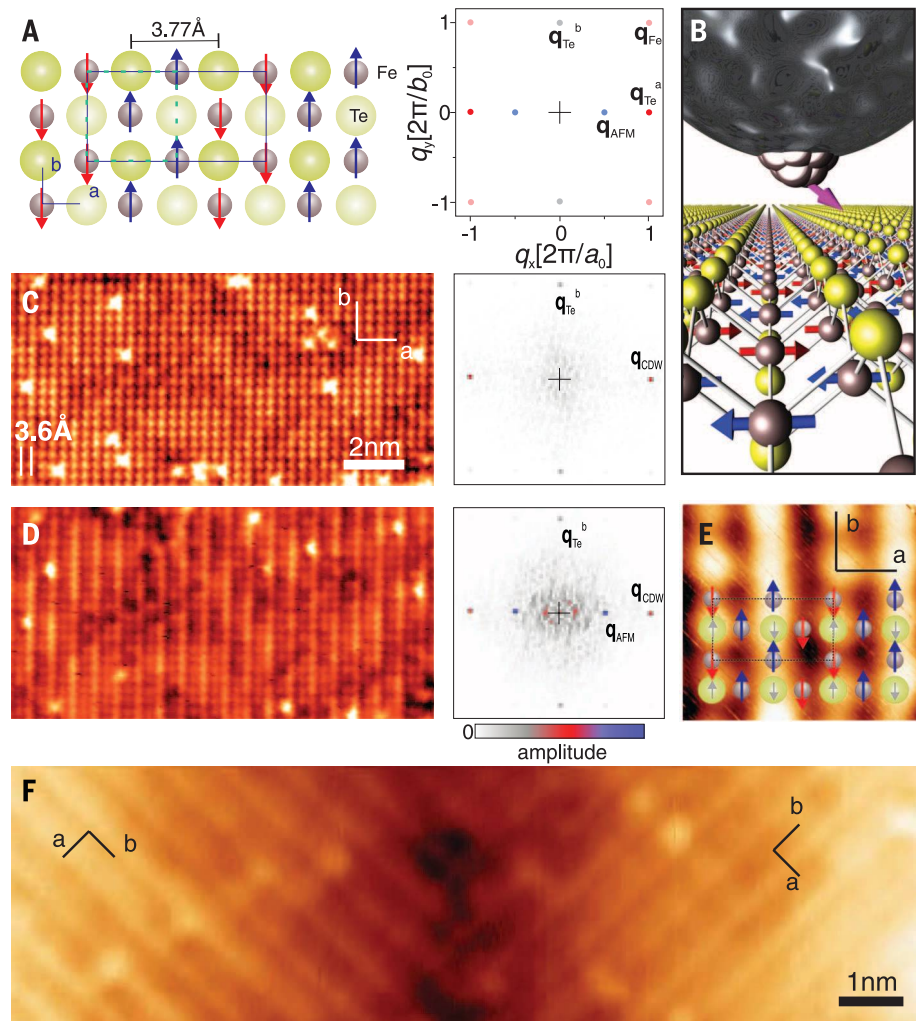 A
3.77Å
Fe
Te
b
a
1
0
-1
-1
0
1
q_y[2π/b_0]
q_x[2π/a_0]
q_Te^b
q_Fe
q_Te^a
q_AFM
B
C
b
a
3.6Å
2nm
q_Te^b
q_CDW
D
q_Te^b
q_CDW
q_AFM
0
amplitude
E
b
a
F
a
b
b
a
1nm